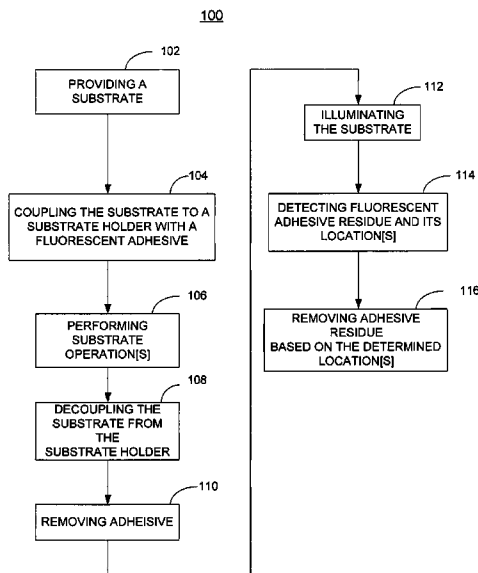 100
102
PROVIDING A
SUBSTRATE
104
COUPLING THE SUBSTRATE TO A
SUBSTRATE HOLDER WITH A
FLUORESCENT ADHESIVE
106
PERFORMING
SUBSTRATE
OPERATION[S]
108
DECOUPLING THE
SUBSTRATE FROM
THE
SUBSTRATE HOLDER
110
REMOVING ADHEISIVE
112
ILLUMINATING
THE SUBSTRATE
114
DETECTING FLUORESCENT
ADHESIVE RESIDUE AND ITS
LOCATION[S]
116
REMOVING ADHESIVE
RESIDUE
BASED ON THE DETERMINED
LOCATION[S]